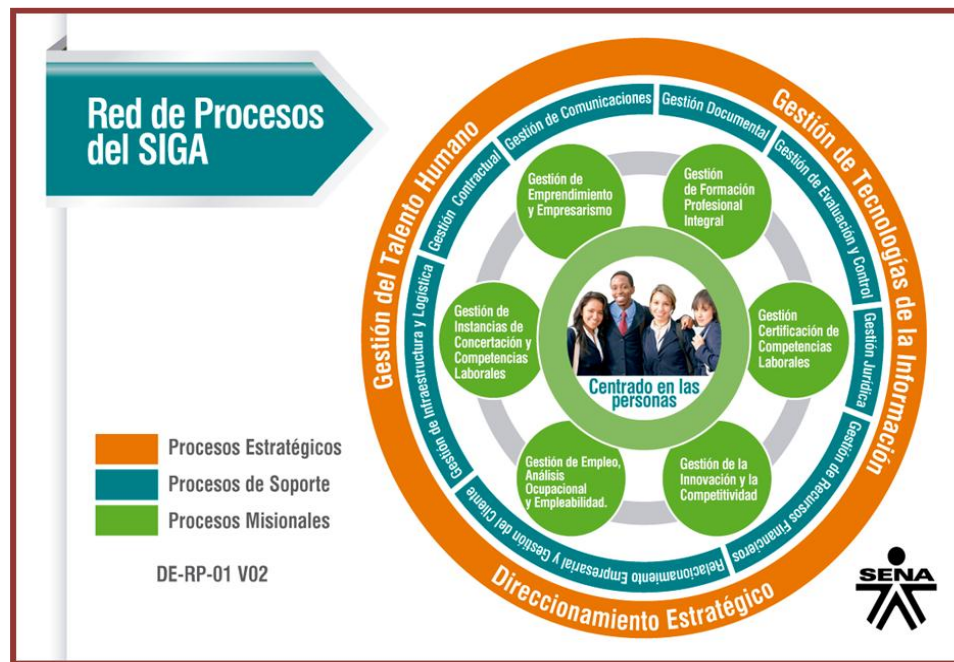 Red de Procesos
del SIGA
Gestión del Talento Humano
Gestión de Tecnologías de la Información
Direccionamiento Estratégico
Gestión de Infraestructura y Logística
Gestión Contractual
Gestión de Comunicaciones
Gestión Documental
Gestión de Evaluación y Control
Gestión Jurídica
Gestión de Recursos Financieros
Relacionamiento Empresarial y Gestión del Cliente
Gestión de
Emprendimiento
y Empresarismo
Gestión
de Formación
Profesional
Integral
Gestión de
Instancias de
Concertación y
Competencias
Laborales
Gestión
Certificación de
Competencias
Laborales
Gestión de Empleo,
Análisis
Ocupacional
y Empleabilidad.
Gestión de la
Innovación y la
Competitividad
Centrado en las
personas
Procesos Estratégicos
Procesos de Soporte
Procesos Misionales
DE-RP-01 V02
SENA